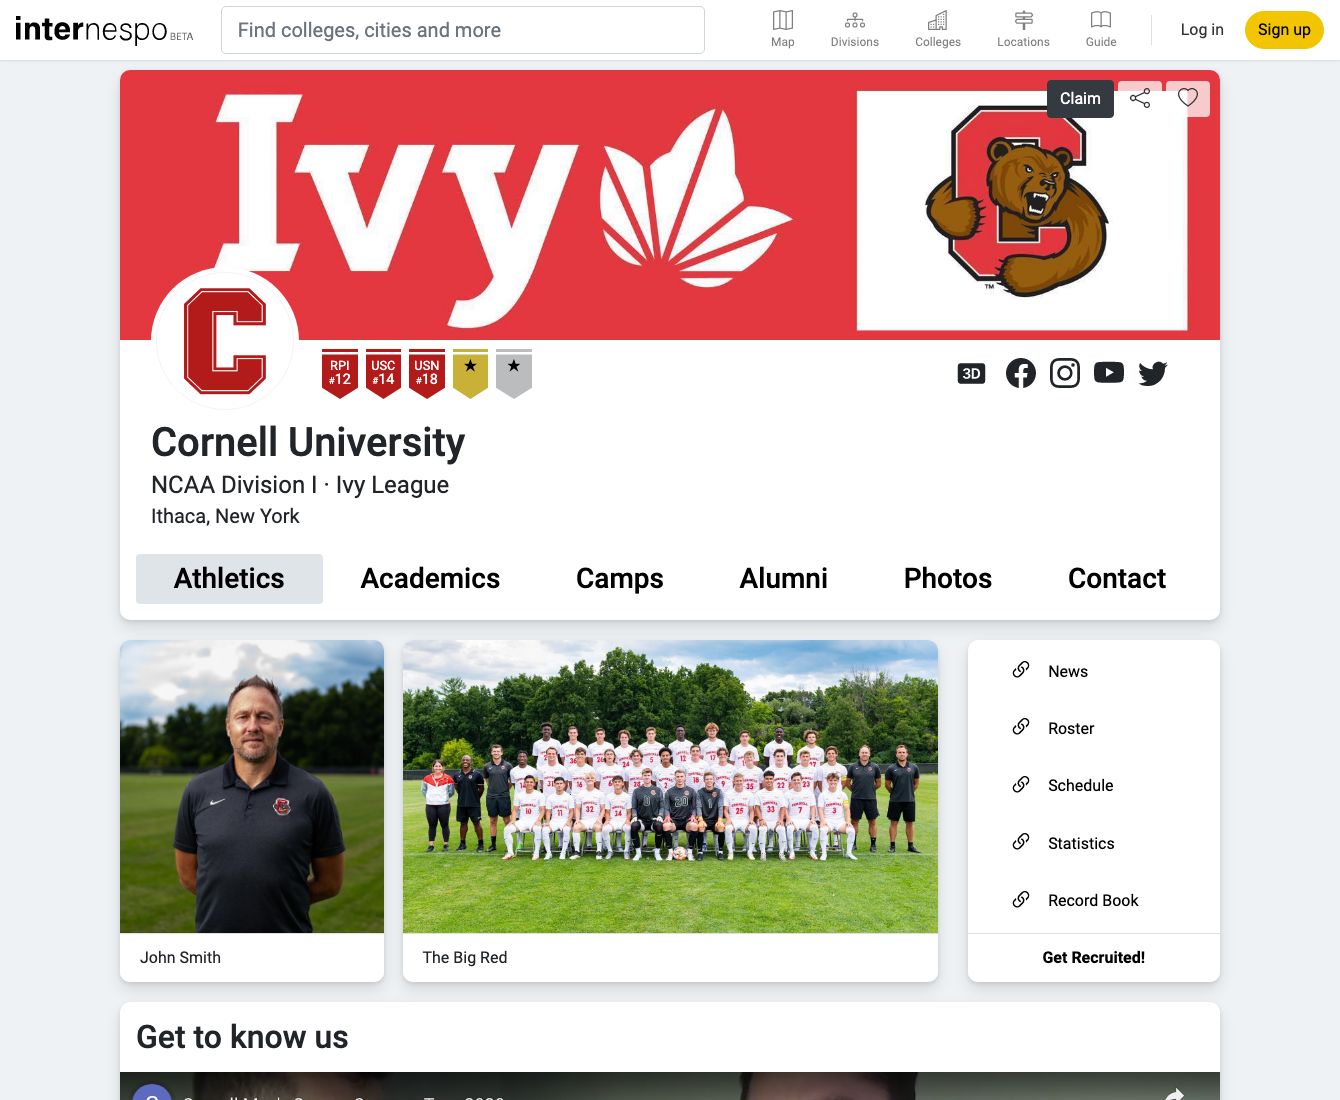 internespo BETA
Find colleges, cities and more
Map
Divisions
Colleges
Locations
Guide
Log in
Sign up
Claim
Ivy
C
TM
C
RPI
#12
USC
#14
USN
#18
3D
Cornell University
NCAA Division I · Ivy League
Ithaca, New York
Athletics
Academics
Camps
Alumni
Photos
Contact
John Smith
The Big Red
News
Roster
Schedule
Statistics
Record Book
Get Recruited!
Get to know us